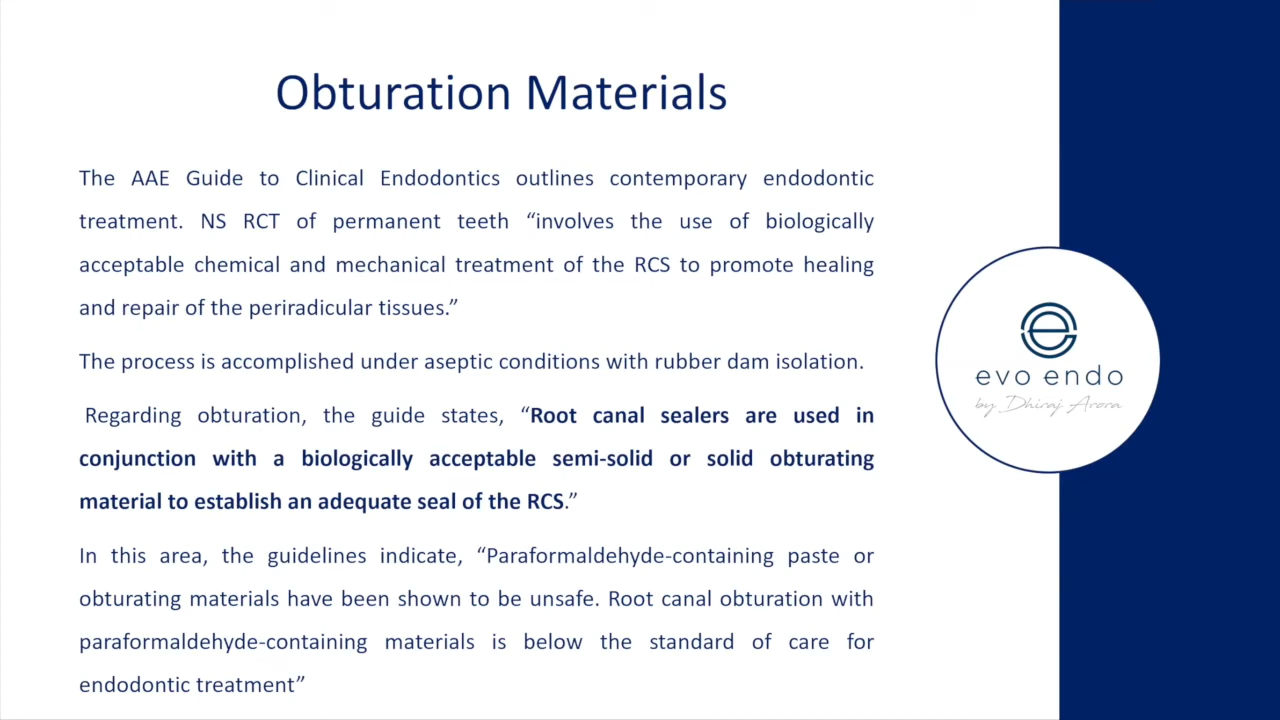 Obturation Materials
The AAE Guide to Clinical Endodontics outlines contemporary endodontic
treatment. NS RCT of permanent teeth “involves the use of biologically
acceptable chemical and mechanical treatment of the RCS to promote healing
and repair of the periradicular tissues.”
The process is accomplished under aseptic conditions with rubber dam isolation.
Regarding obturation, the guide states, “Root canal sealers are used in
conjunction with a biologically acceptable semi-solid or solid obturating
material to establish an adequate seal of the RCS.”
In this area, the guidelines indicate, “Paraformaldehyde-containing paste or
obturating materials have been shown to be unsafe. Root canal obturation with
paraformaldehyde-containing materials is below the standard of care for
endodontic treatment”
evo endo
by Dhiraj Arora